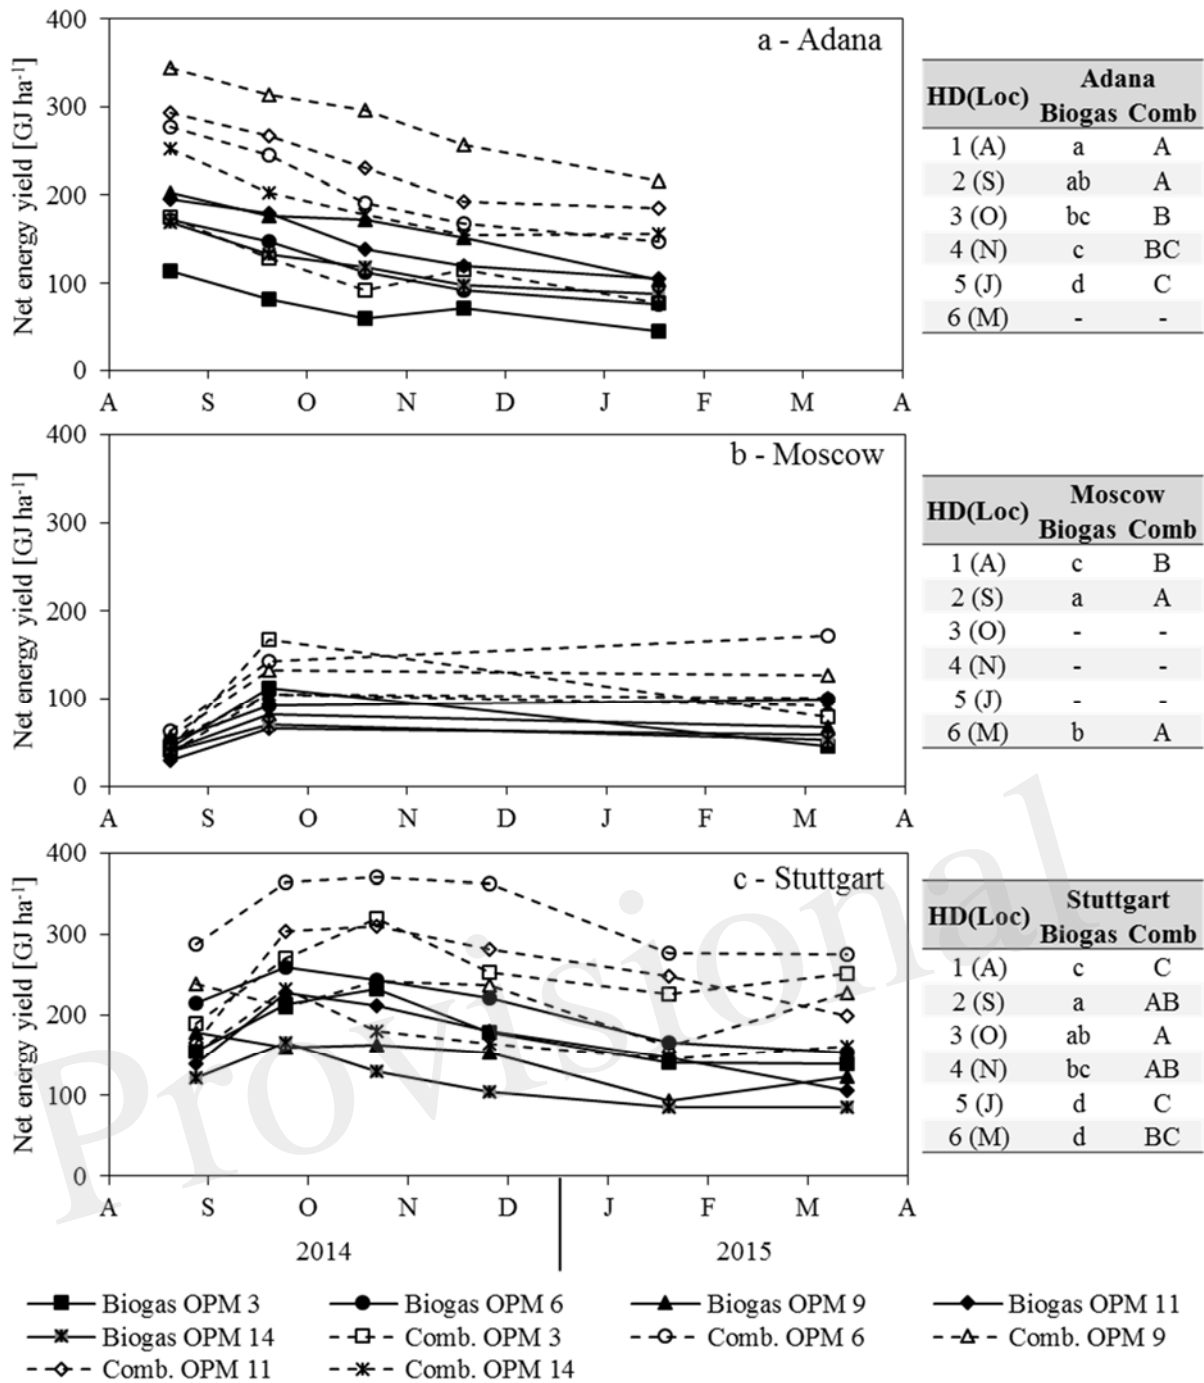 a - Adana
Net energy yield [GJ ha-1]
400
300
200
100
0
A S O N D J F M A
HD(Loc) Adana
Biogas Comb
1 (A) a A
2 (S) ab A
3 (O) bc B
4 (N) c BC
5 (J) d C
6 (M) - -
b - Moscow
Net energy yield [GJ ha-1]
400
300
200
100
0
A S O N D J F M A
HD(Loc) Moscow
Biogas Comb
1 (A) c B
2 (S) a A
3 (O) - -
4 (N) - -
5 (J) - -
6 (M) b A
c - Stuttgart
Net energy yield [GJ ha-1]
400
300
200
100
0
A S O N D J F M A
2014 2015
HD(Loc) Stuttgart
Biogas Comb
1 (A) c C
2 (S) a AB
3 (O) ab A
4 (N) bc AB
5 (J) d C
6 (M) d BC
Provisional
Biogas OPM 3 Biogas OPM 6 Biogas OPM 9 Biogas OPM 11
Biogas OPM 14 Comb. OPM 3 Comb. OPM 6 Comb. OPM 9
Comb. OPM 11 Comb. OPM 14